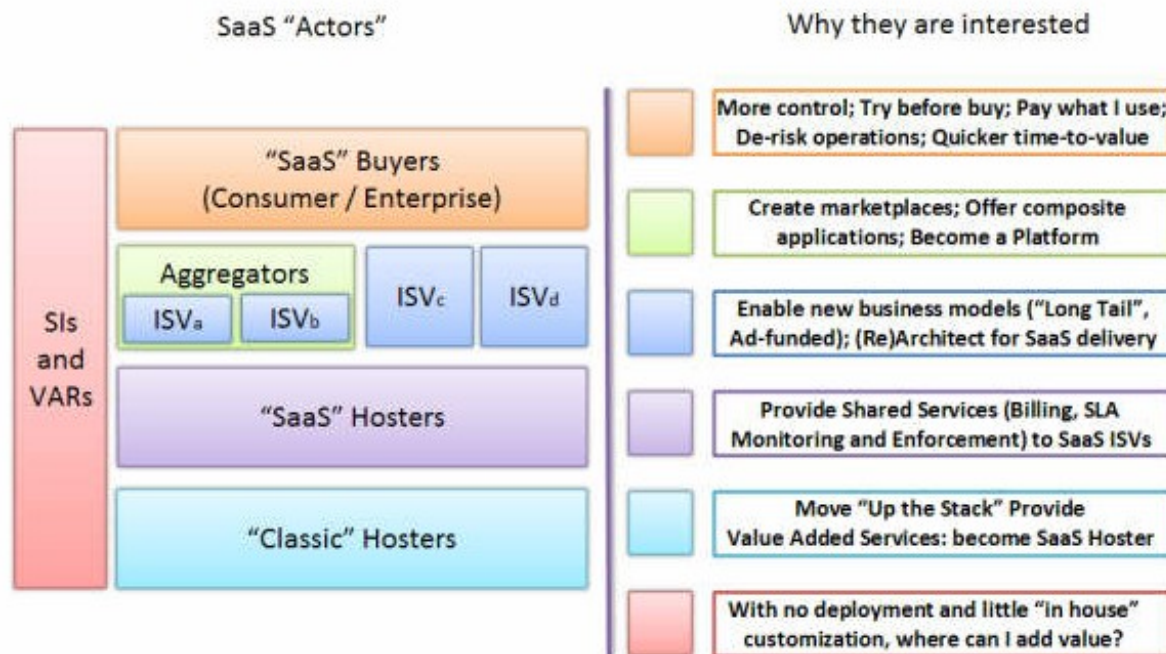 SaaS “Actors”
Why they are interested
SIs
and
VARs
“SaaS” Buyers
(Consumer / Enterprise)
Aggregators
ISVa
ISVb
ISVc
ISVd
“SaaS” Hosters
“Classic” Hosters
More control; Try before buy; Pay what I use;
De-risk operations; Quicker time-to-value
Create marketplaces; Offer composite
applications; Become a Platform
Enable new business models (“Long Tail”,
Ad-funded); (Re)Architect for SaaS delivery
Provide Shared Services (Billing, SLA
Monitoring and Enforcement) to SaaS ISVs
Move “Up the Stack” Provide
Value Added Services: become SaaS Hoster
With no deployment and little “in house”
customization, where can I add value?